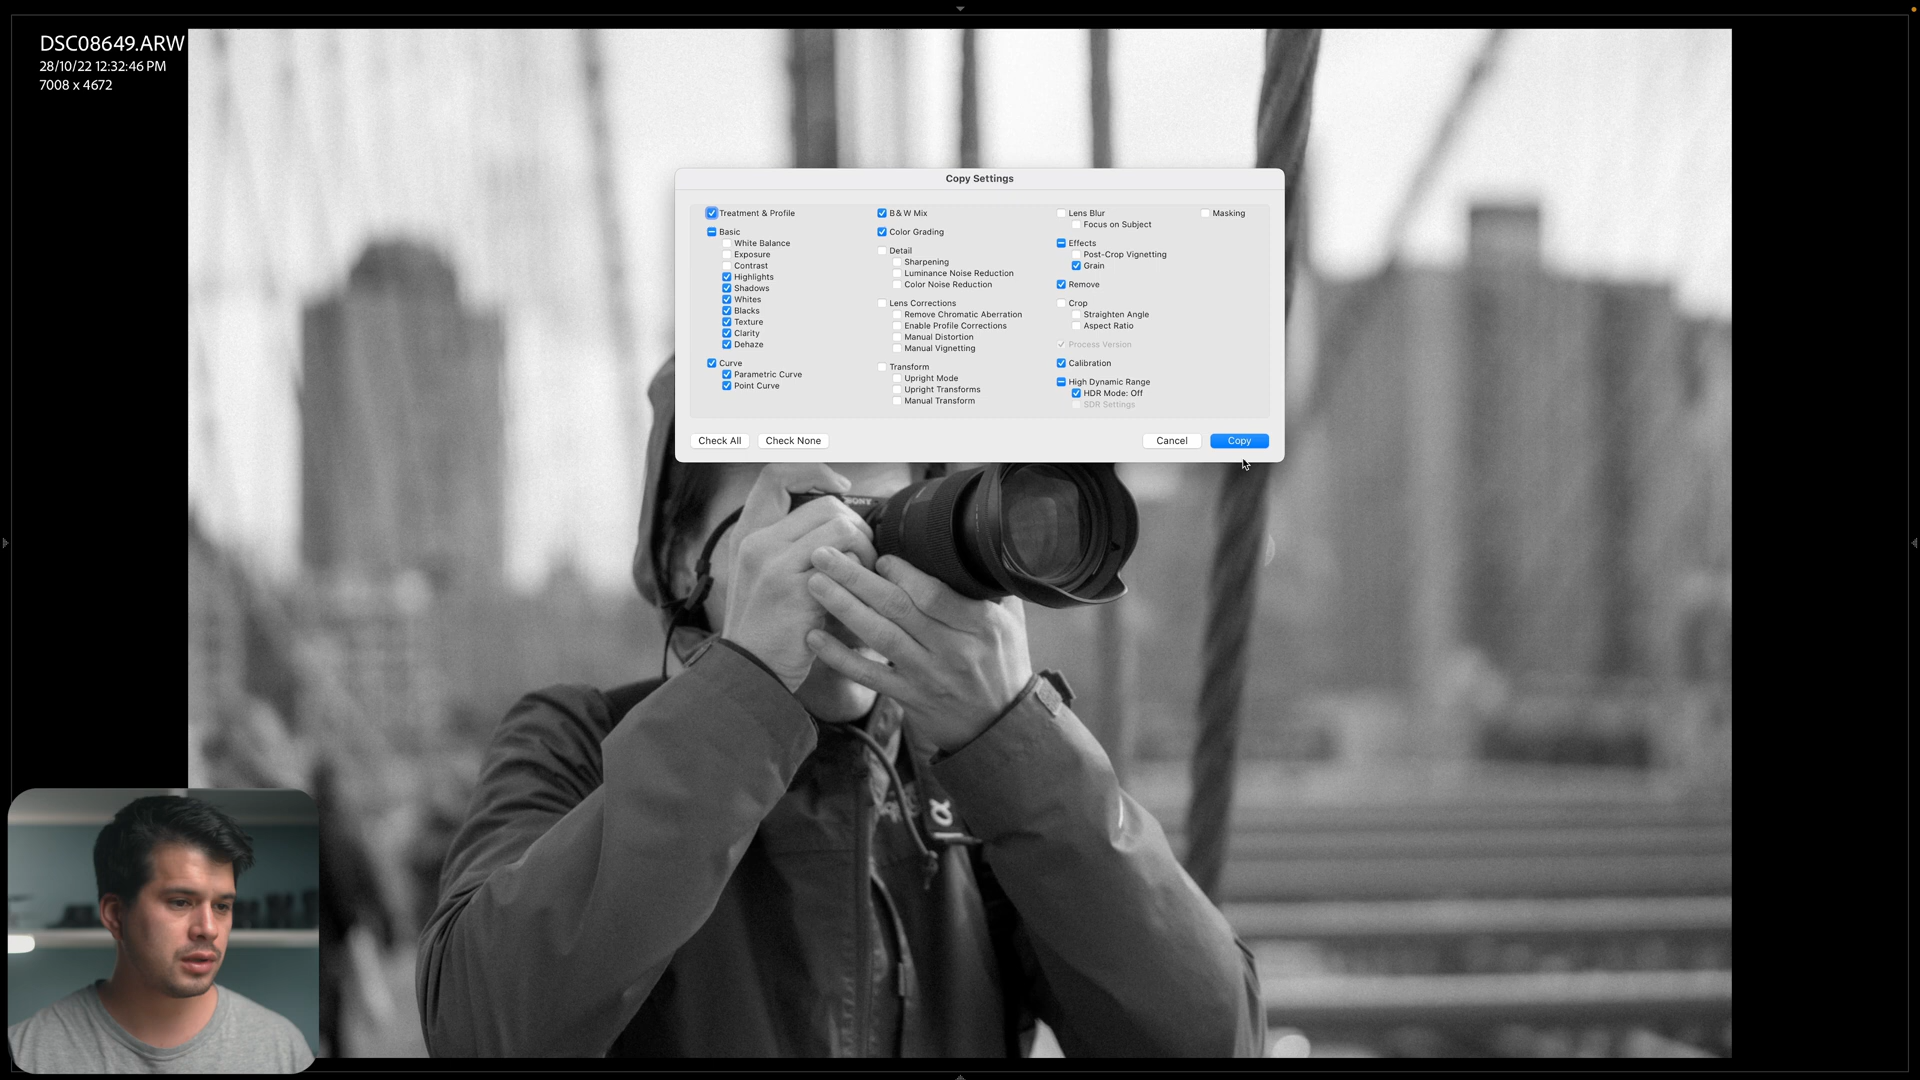 DSC08649.ARW
28/10/22 12:32:46 PM
7008 x 4672
Copy Settings
Treatment & Profile
Basic
White Balance
Exposure
Contrast
Highlights
Shadows
Whites
Blacks
Texture
Clarity
Dehaze
Curve
Parametric Curve
Point Curve
B&W Mix
Color Grading
Detail
Sharpening
Luminance Noise Reduction
Color Noise Reduction
Lens Corrections
Remove Chromatic Aberration
Enable Profile Corrections
Manual Distortion
Manual Vignetting
Transform
Upright Mode
Upright Transforms
Manual Transform
Lens Blur
Focus on Subject
Effects
Post-Crop Vignetting
Grain
Remove
Crop
Straighten Angle
Aspect Ratio
Process Version
Calibration
High Dynamic Range
HDR Mode: Off
SDR Settings
Masking
Check All
Check None
Cancel
Copy
SONY
α